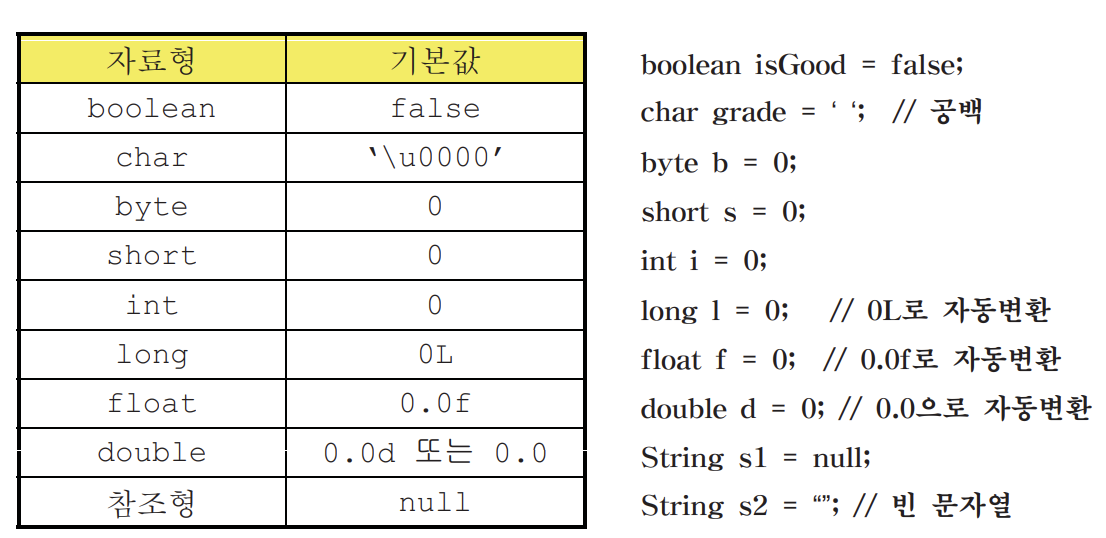 자료형 기본값
boolean false
char ‘\u0000’
byte 0
short 0
int 0
long 0L
float 0.0f
double 0.0d 또는 0.0
참조형 null
boolean isGood = false;
char grade = ‘ ‘; // 공백
byte b = 0;
short s = 0;
int i = 0;
long l = 0; // 0L로 자동변환
float f = 0; // 0.0f로 자동변환
double d = 0; // 0.0으로 자동변환
String s1 = null;
String s2 = “”; // 빈 문자열